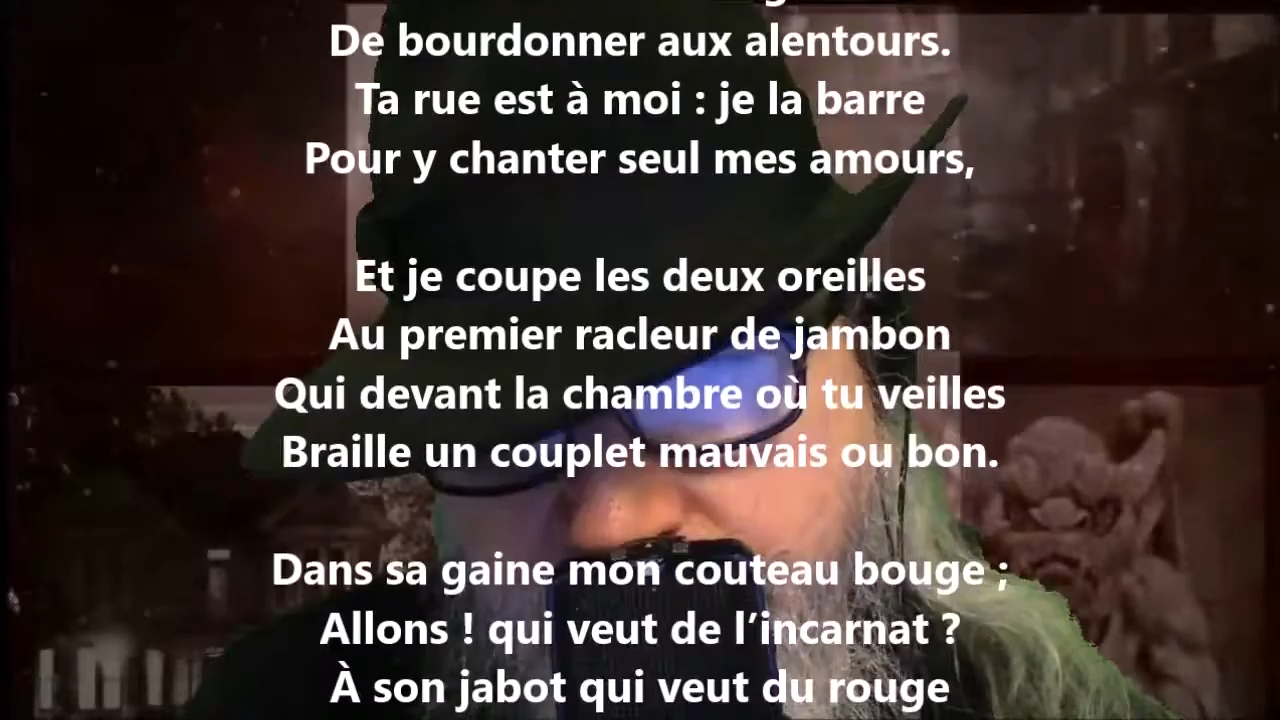 De bourdonner aux alentours.
Ta rue est à moi : je la barre
Pour y chanter seul mes amours,
Et je coupe les deux oreilles
Au premier racleur de jambon
Qui devant la chambre où tu veilles
Braille un couplet mauvais ou bon.
Dans sa gaine mon couteau bouge ;
Allons ! qui veut de l’incarnat ?
À son jabot qui veut du rouge